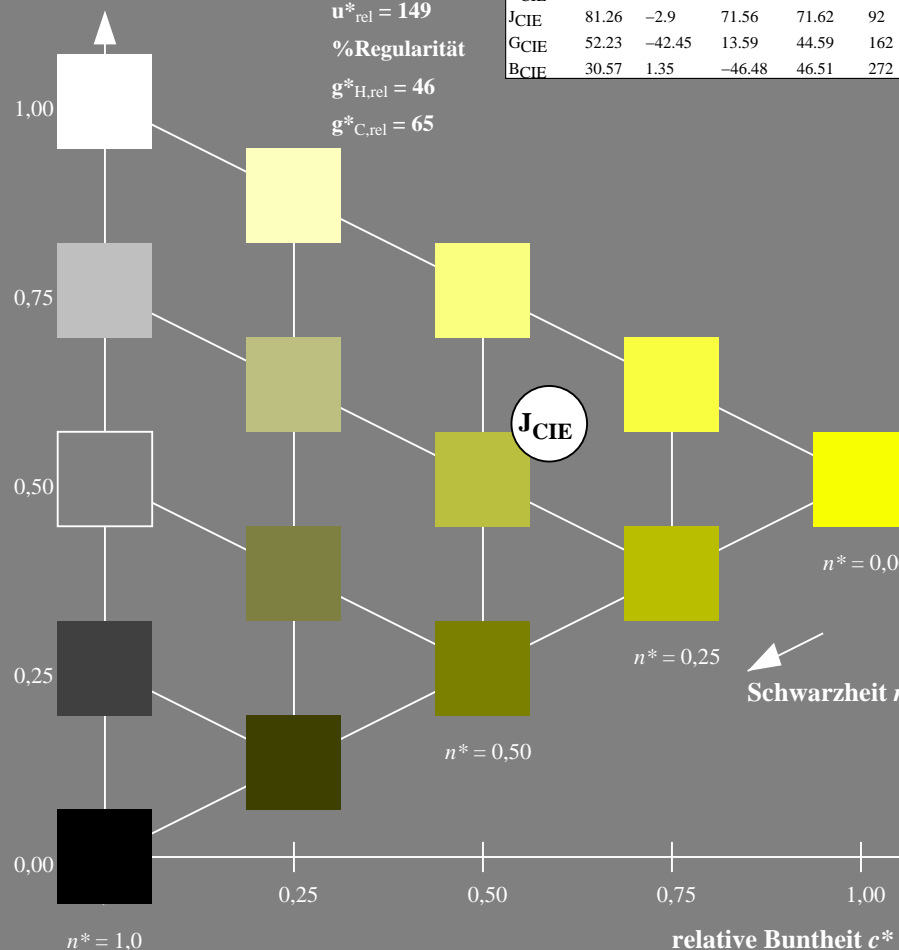 u*rel = 149
%Regularität
g*H,rel = 46
g*C,rel = 65
CIE
JCIE 81.26 −2.9 71.56 71.62 92
GCIE 52.23 −42.45 13.59 44.59 162
BCIE 30.57 1.35 −46.48 46.51 272
1,00
0,75
JCIE
0,50
n* = 0,0
0,25
n* = 0,25
Schwarzheit
n* = 0,50
0,00
0,25 0,50 0,75 1,00
n* = 1,0
relative Buntheit c*